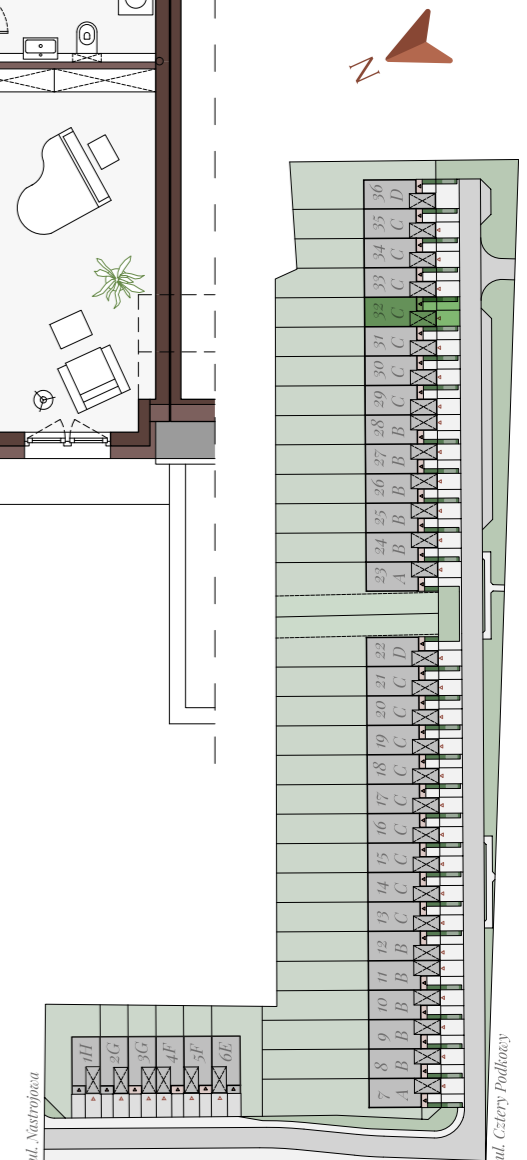 N
36 D
35 C
34 C
33 C
32 C
31 C
30 C
29 C
28 B
27 B
26 B
25 B
24 B
23 A
22 D
21 C
20 C
19 C
18 C
17 C
16 C
15 C
14 C
13 C
12 B
11 B
10 B
9 B
8 B
7 A
1H
2G
3G
4F
5F
6E
ul. Nastrojowa
ul. Cztery Podkowy